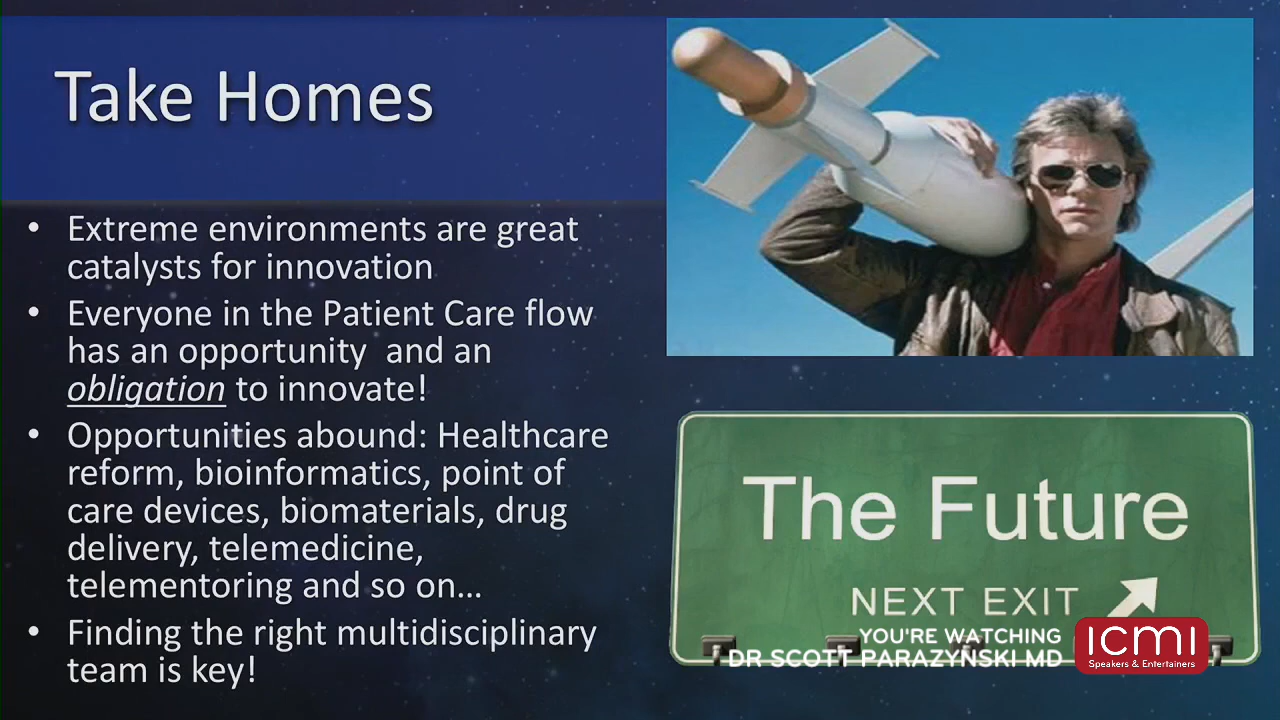 Take Homes
• Extreme environments are great
catalysts for innovation
• Everyone in the Patient Care flow
has an opportunity  and an
obligation to innovate!
• Opportunities abound: Healthcare
reform, bioinformatics, point of
care devices, biomaterials, drug
delivery, telemedicine,
telementoring and so on…
• Finding the right multidisciplinary
team is key!
The Future
NEXT EXIT
YOU'RE WATCHING
DR SCOTT PARAZYNSKI MD
ICMI
Speakers & Entertainers